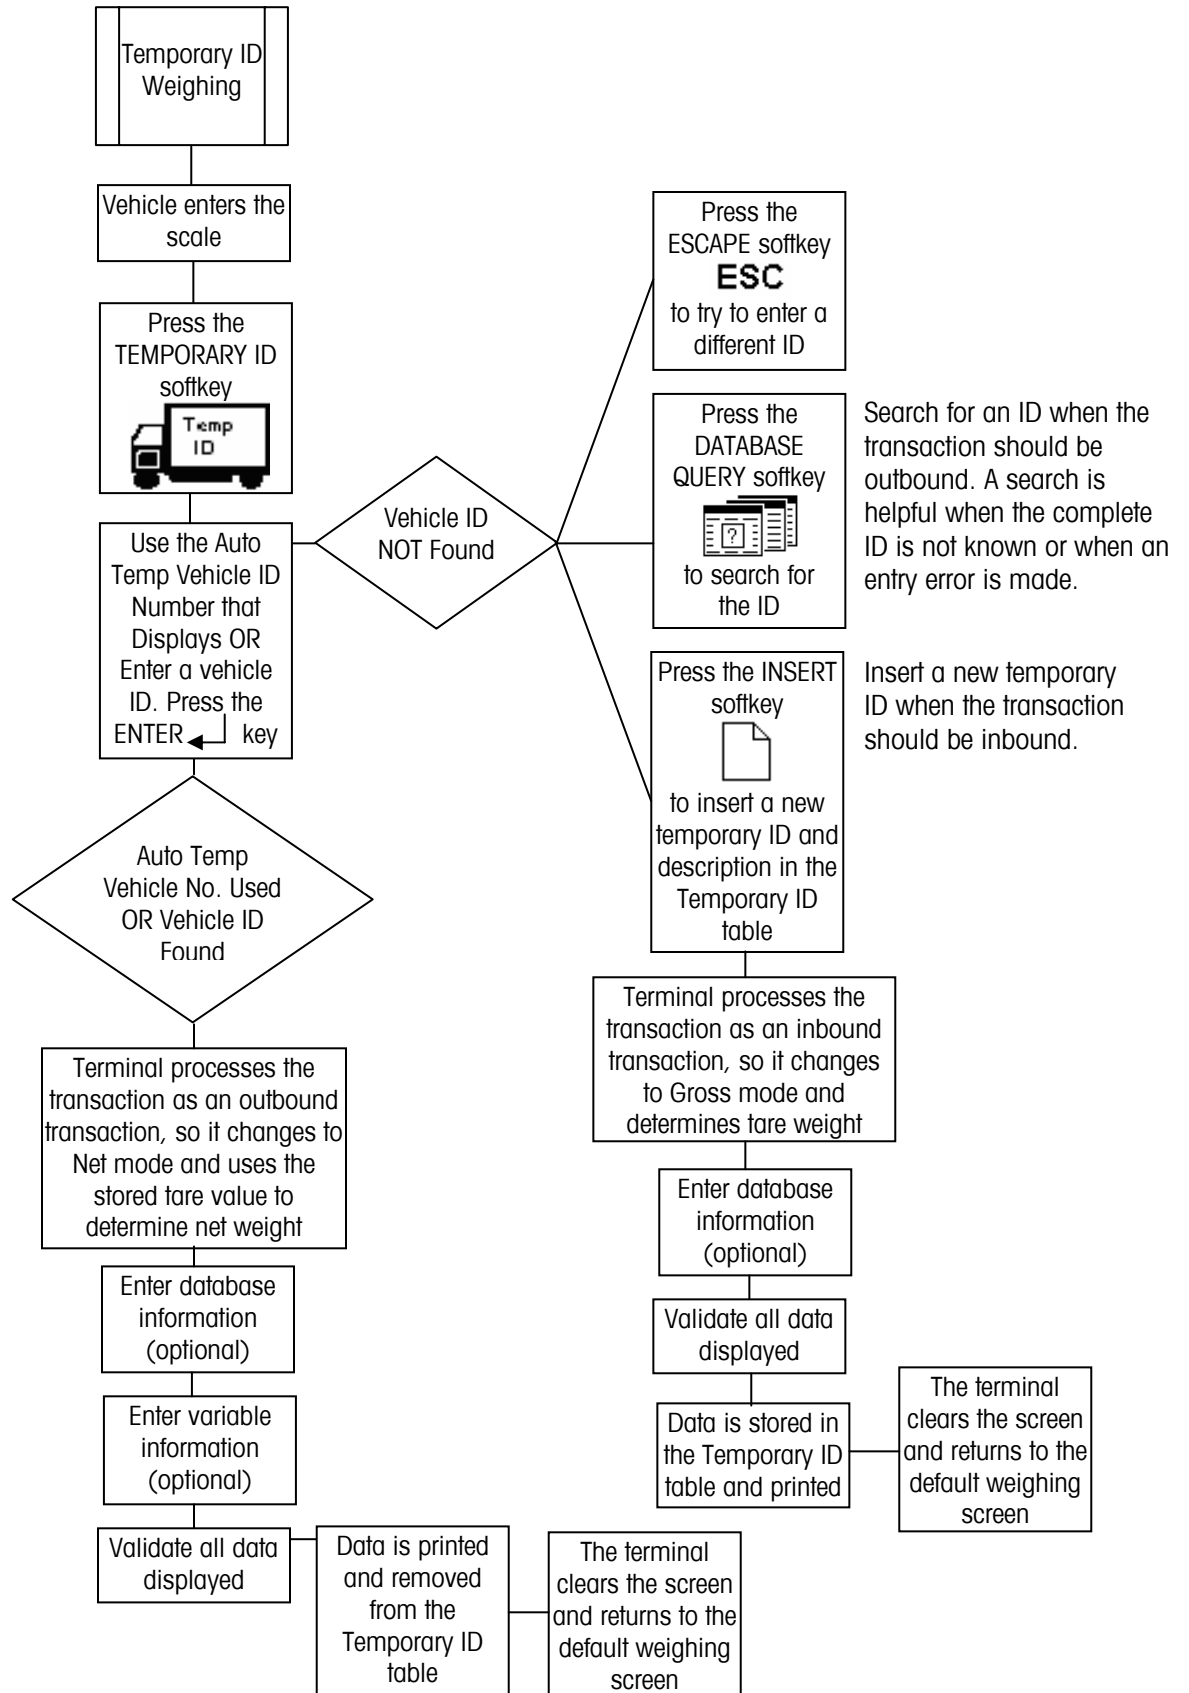 Temporary ID
Weighing
Vehicle enters the
scale
Press the
TEMPORARY ID
softkey
Temp
ID
Use the Auto
Temp Vehicle ID
Number that
Displays OR
Enter a vehicle
ID. Press the
ENTER key
Vehicle ID
NOT Found
Press the
ESCAPE softkey
ESC
to try to enter a
different ID
Press the
DATABASE
QUERY softkey
?
to search for
the ID
Search for an ID when the
transaction should be
outbound. A search is
helpful when the complete
ID is not known or when an
entry error is made.
Press the INSERT
softkey
to insert a new
temporary ID and
description in the
Temporary ID
table
Insert a new temporary
ID when the transaction
should be inbound.
Auto Temp
Vehicle No. Used
OR Vehicle ID
Found
Terminal processes the
transaction as an outbound
transaction, so it changes to
Net mode and uses the
stored tare value to
determine net weight
Enter database
information
(optional)
Enter variable
information
(optional)
Validate all data
displayed
Data is printed
and removed
from the
Temporary ID
table
The terminal
clears the screen
and returns to the
default weighing
screen
Terminal processes the
transaction as an inbound
transaction, so it changes
to Gross mode and
determines tare weight
Enter database
information
(optional)
Validate all data
displayed
Data is stored in
the Temporary ID
table and printed
The terminal
clears the screen
and returns to the
default weighing
screen